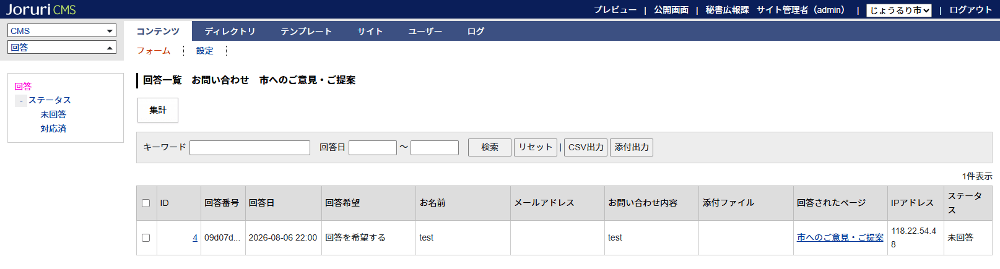 Joruri CMS
プレビュー | 公開画面 | 秘書広報課 サイト管理者（admin） | じょうるり市 | ログアウト
CMS
回答
コンテンツ ディレクトリ テンプレート サイト ユーザー ログ
フォーム 設定
回答
- ステータス
未回答
対応済
回答一覧 お問い合わせ 市へのご意見・ご提案
集計
キーワード 回答日 ～ 検索 リセット | CSV出力 添付出力
1件表示
ID 回答番号 回答日 回答希望 お名前 メールアドレス お問い合わせ内容 添付ファイル 回答されたページ IPアドレス ステータス
4 09d07d... 2026-08-06 22:00 回答を希望する test test 市へのご意見・ご提案 118.22.54.48 未回答